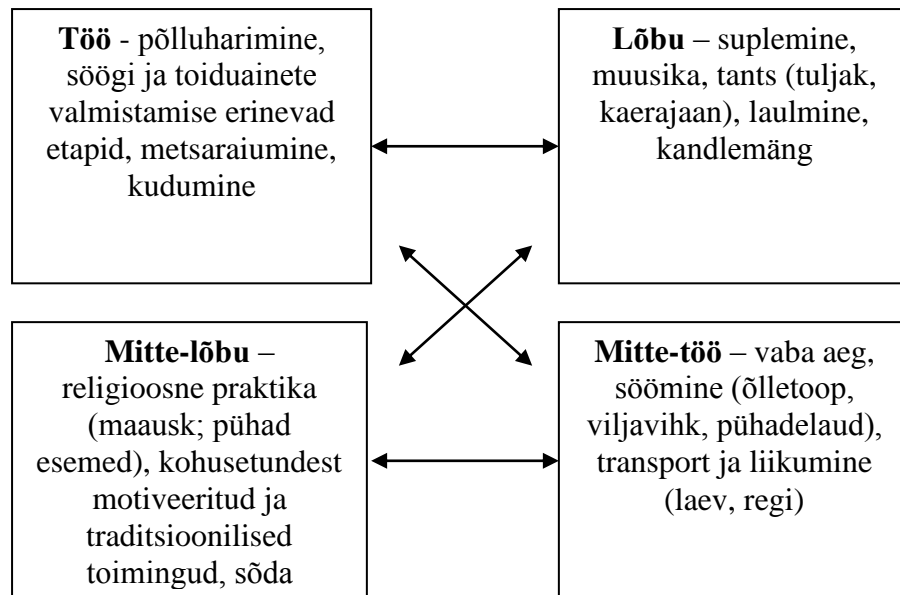 Töö - põlluharimine,
söögi ja toiduainete
valmistamise erinevad
etapid, metsaraiumine,
kudumine
Lõbu – suplemine,
muusika, tants (tuljak,
kaerajaan), laulmine,
kandlemäng
Mitte-lõbu –
religioosne praktika
(maausk; pühad
esemed), kohusetundest
motiveeritud ja
traditsioonilised
toimingud, sõda
Mitte-töö – vaba aeg,
söömine (õlletoop,
viljavihk, pühadelaud),
transport ja liikumine
(laev, regi)